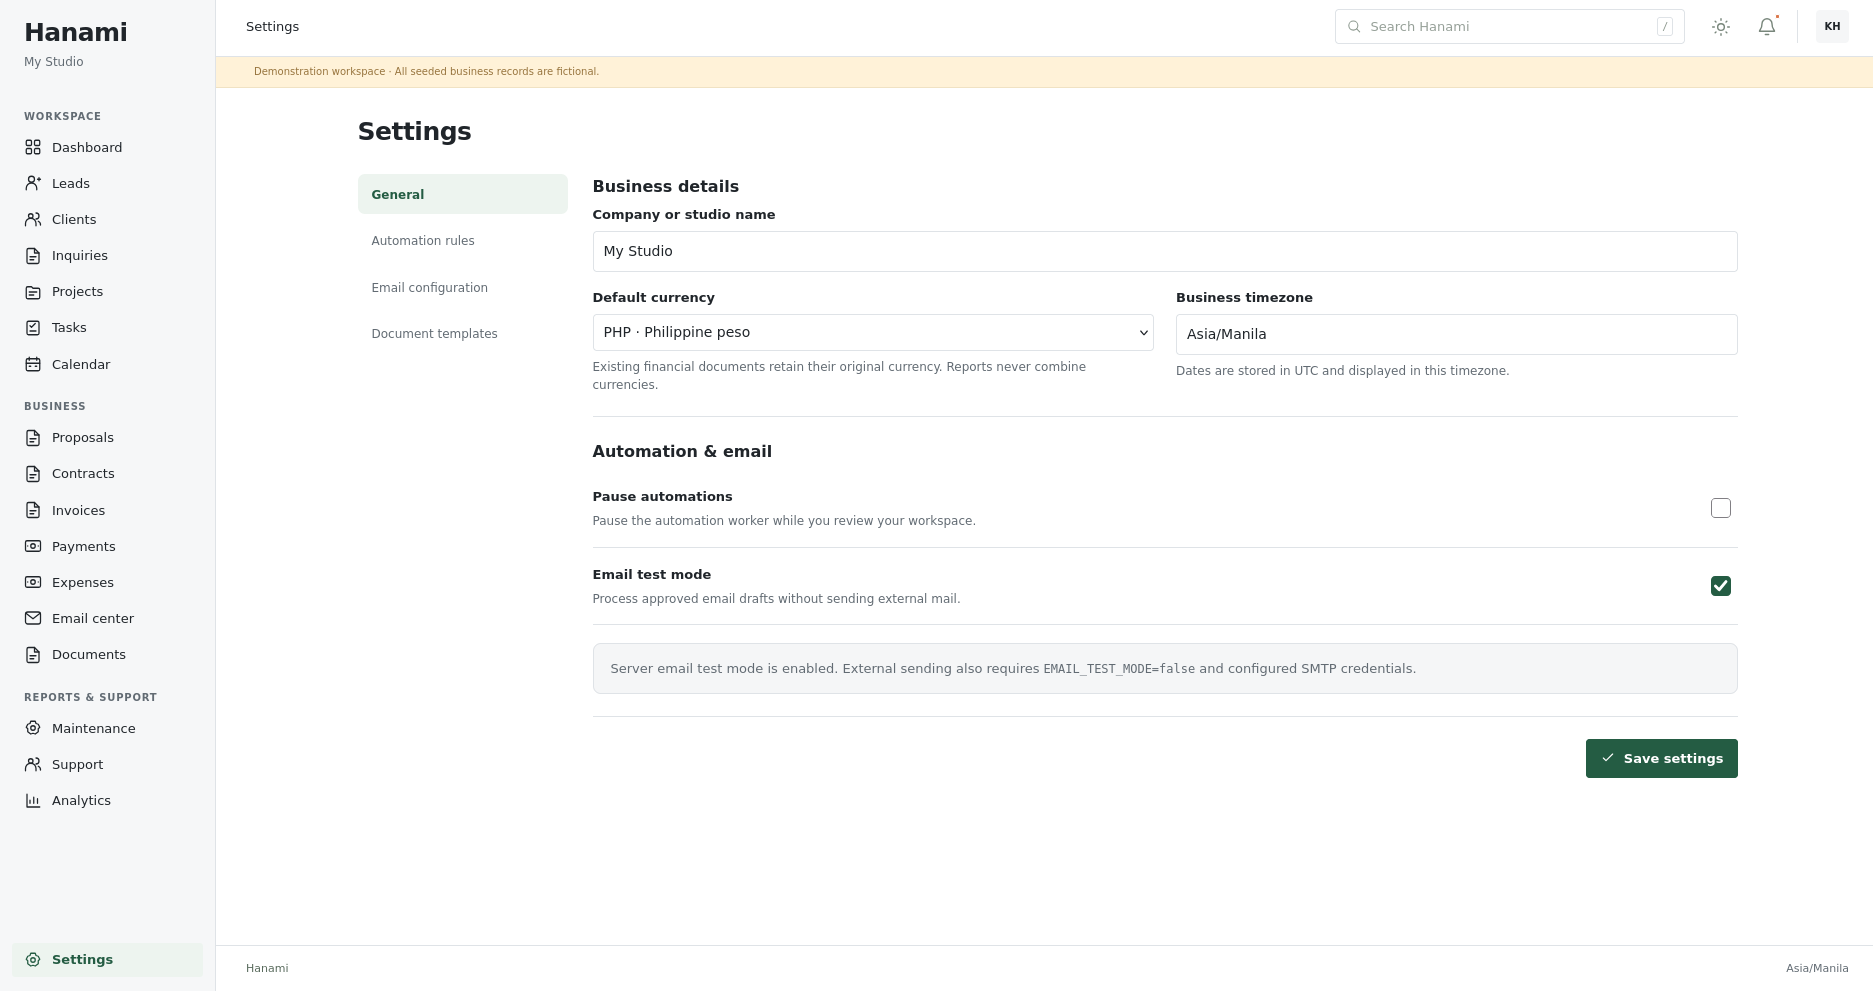 Hanami
My Studio
WORKSPACE
Dashboard
Leads
Clients
Inquiries
Projects
Tasks
Calendar
BUSINESS
Proposals
Contracts
Invoices
Payments
Expenses
Email center
Documents
REPORTS & SUPPORT
Maintenance
Support
Analytics
Settings
Settings
Search Hanami
/
KH
Demonstration workspace · All seeded business records are fictional.
Settings
General
Automation rules
Email configuration
Document templates
Business details
Company or studio name
My Studio
Default currency
PHP · Philippine peso
Existing financial documents retain their original currency. Reports never combine
currencies.
Business timezone
Asia/Manila
Dates are stored in UTC and displayed in this timezone.
Automation & email
Pause automations
Pause the automation worker while you review your workspace.
Email test mode
Process approved email drafts without sending external mail.
Server email test mode is enabled. External sending also requires EMAIL_TEST_MODE=false and configured SMTP credentials.
Save settings
Hanami
Asia/Manila